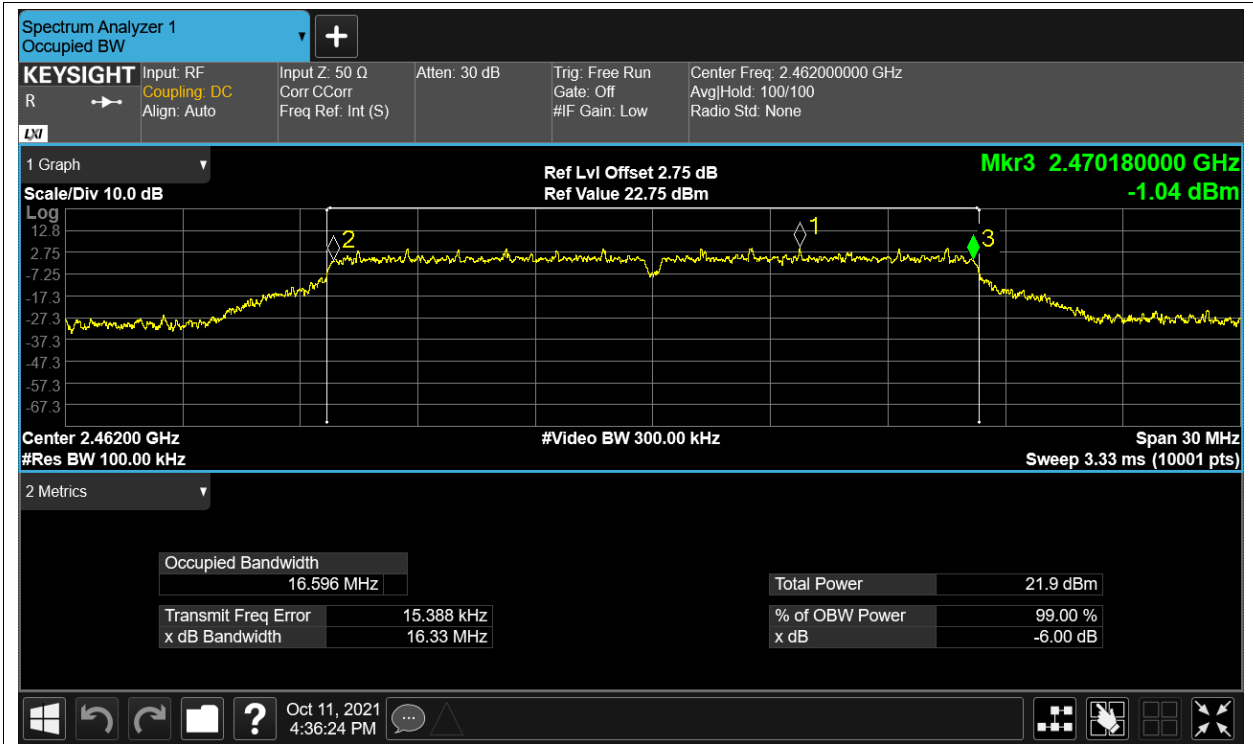 Spectrum Analyzer 1
Occupied BW
KEYSIGHT
R
LXI
Input: RF
Coupling: DC
Align: Auto
Input Z: 50 Ω
Corr CCorr
Freq Ref: Int (S)
Atten: 30 dB
Trig: Free Run
Gate: Off
#IF Gain: Low
Center Freq: 2.462000000 GHz
Avg|Hold: 100/100
Radio Std: None
1 Graph
Scale/Div 10.0 dB
Ref Lvl Offset 2.75 dB
Ref Value 22.75 dBm
Mkr3 2.470180000 GHz
-1.04 dBm
Log
12.8
2.75
-7.25
-17.3
-27.3
-37.3
-47.3
-57.3
-67.3
2
1
3
Center 2.46200 GHz
#Res BW 100.00 kHz
#Video BW 300.00 kHz
Span 30 MHz
Sweep 3.33 ms (10001 pts)
2 Metrics
Occupied Bandwidth
16.596 MHz
Transmit Freq Error 15.388 kHz
x dB Bandwidth 16.33 MHz
Total Power 21.9 dBm
% of OBW Power 99.00 %
x dB -6.00 dB
?
Oct 11, 2021
4:36:24 PM